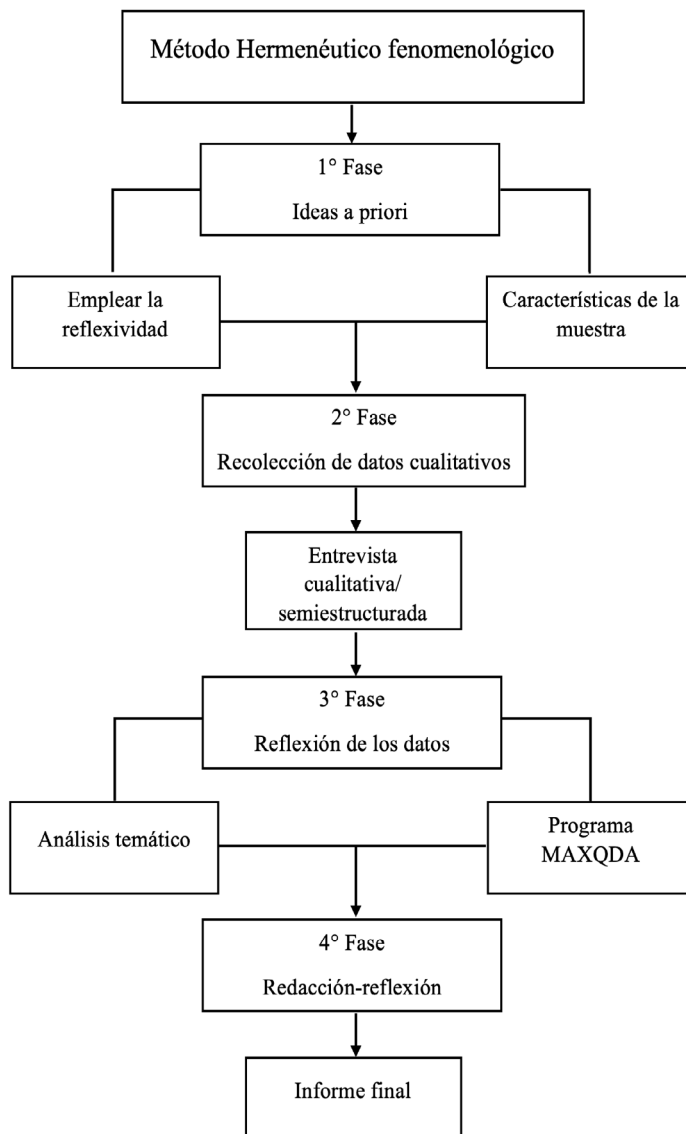 Método Hermenéutico fenomenológico
1° Fase
Ideas a priori
Emplear la
reflexividad
Características de la
muestra
2° Fase
Recolección de datos cualitativos
Entrevista
cualitativa/
semiestructurada
3° Fase
Reflexión de los datos
Análisis temático
Programa
MAXQDA
4° Fase
Redacción-reflexión
Informe final